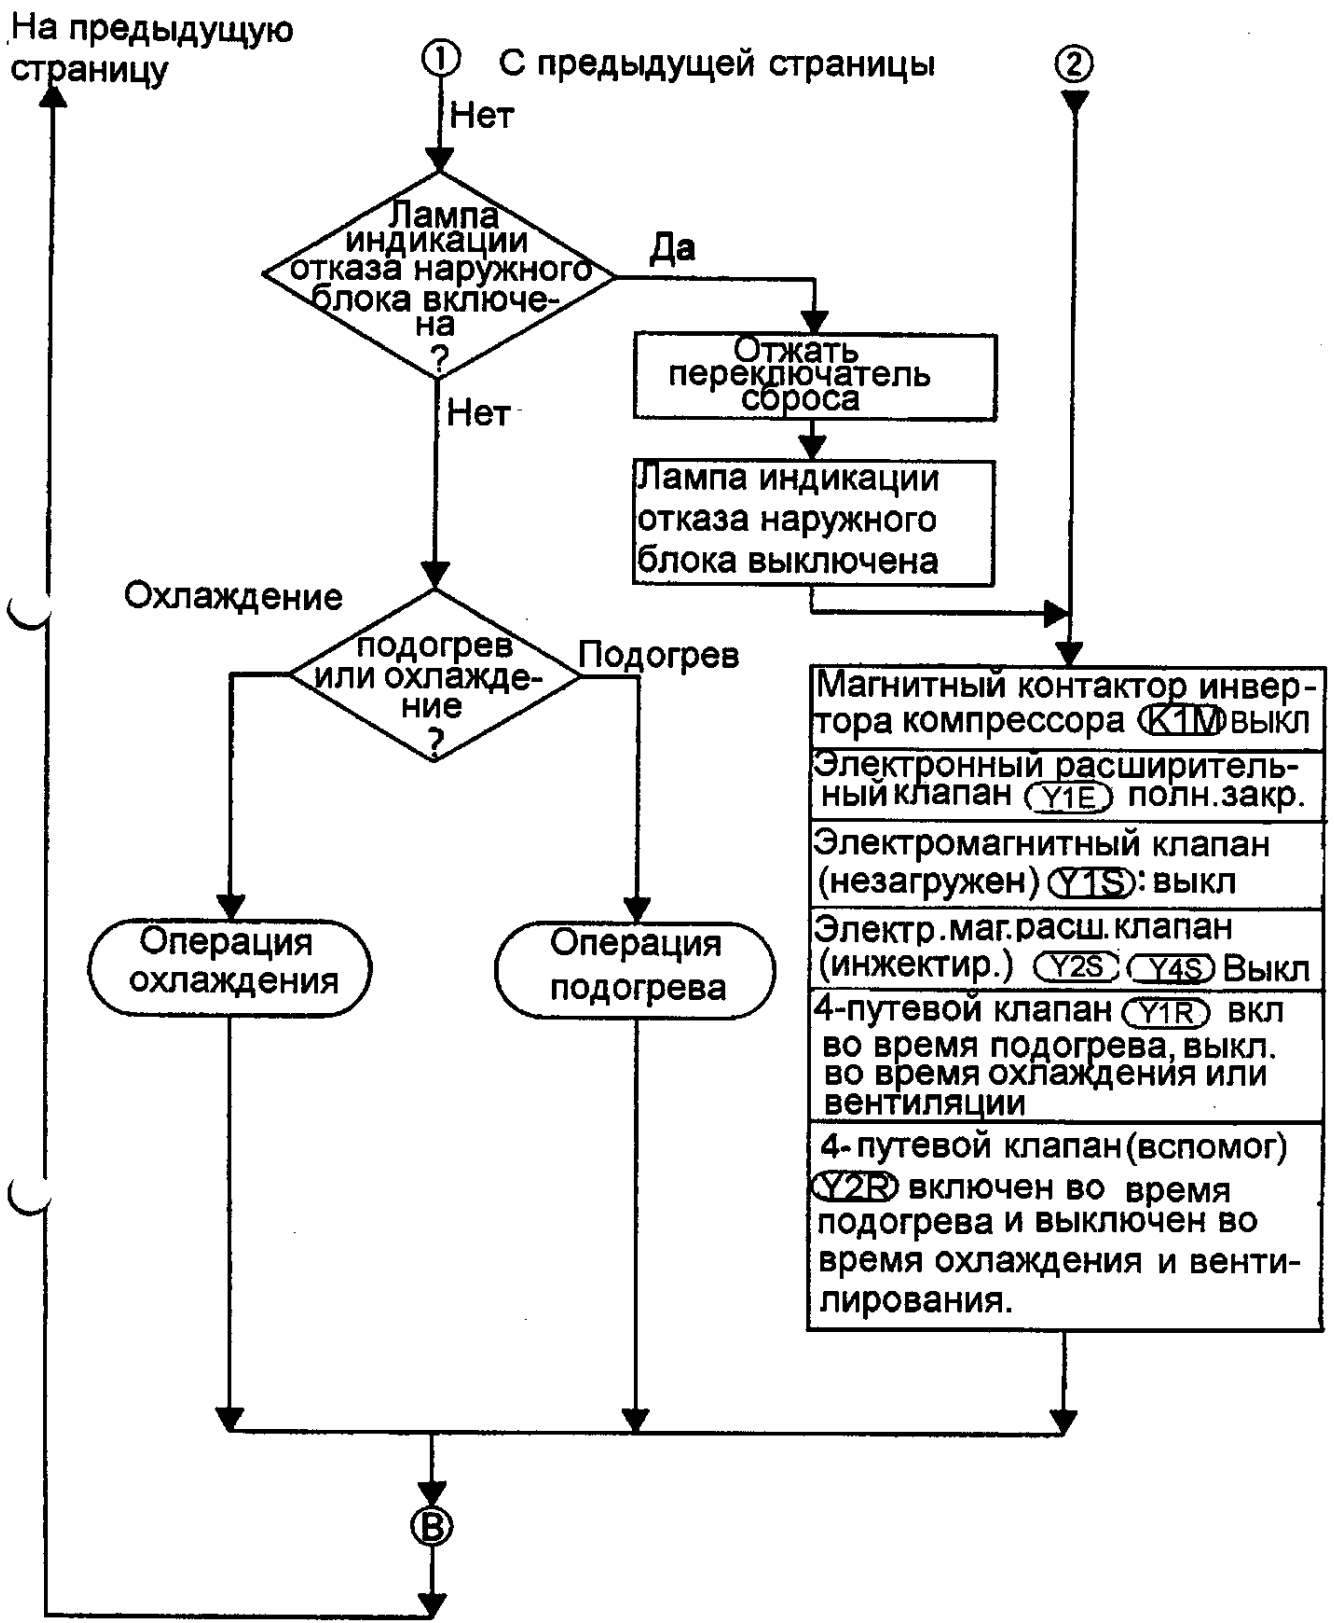 На предыдущую
страницу
1 С предыдущей страницы 2
Нет
Лампа
индикации
отказа наружного
блока включе-
на
?
Да
Отжать
переключатель
сброса
Нет
Лампа индикации
отказа наружного
блока выключена
Охлаждение
подогрев
или охлажде-
ние
?
Подогрев
Магнитный контактор инвер-
тора компрессора K1M выкл
Электронный расширитель-
ный клапан Y1E полн.закр.
Электромагнитный клапан
(незагружен) Y1S: выкл
Электр.маг.расш.клапан
(инжектир.) Y2S Y4S Выкл
4-путевой клапан Y1R вкл
во время подогрева, выкл.
во время охлаждения или
вентиляции
4-путевой клапан (вспомог)
Y2R включен во время
подогрева и выключен во
время охлаждения и венти-
лирования.
Операция
охлаждения
Операция
подогрева
B